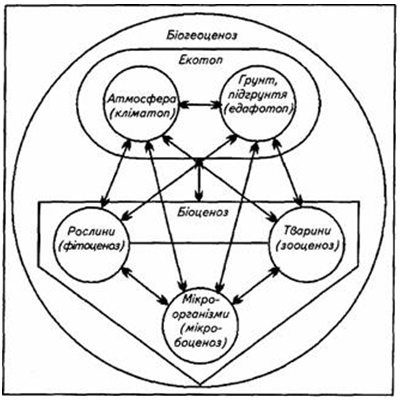 Біогеоценоз
Екотоп
Атмосфера
(кліматоп)
Грунт,
підгрунтя
(едафотоп)
Біоценоз
Рослини
(фітоценоз)
Тварини
(зооценоз)
Мікро-
організми
(мікро-
боценоз)